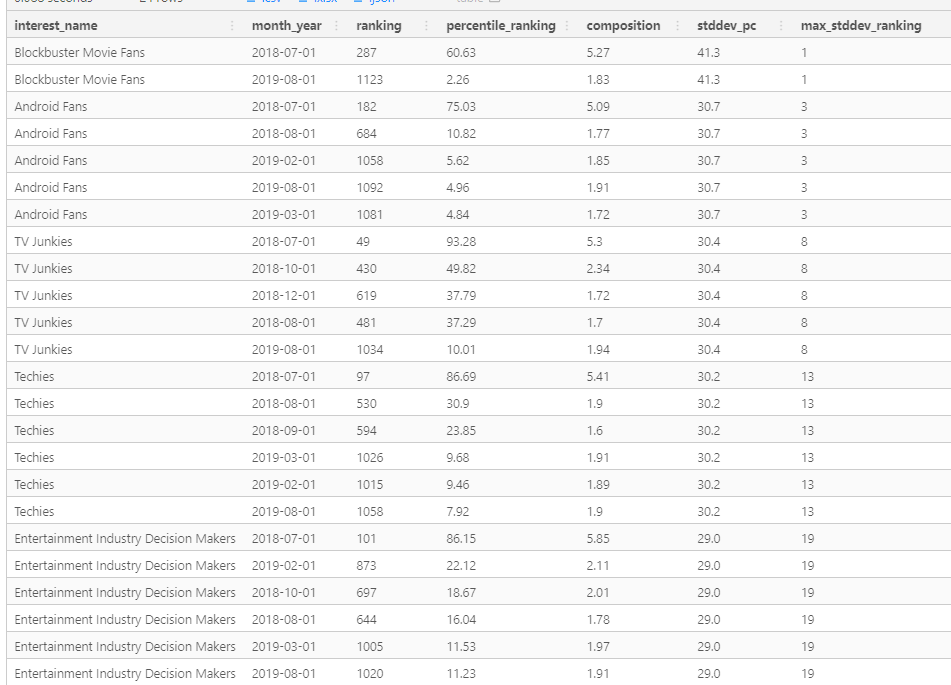 interest_name month_year ranking percentile_ranking composition stddev_pc max_stddev_ranking
Blockbuster Movie Fans 2018-07-01 287 60.63 5.27 41.3 1
Blockbuster Movie Fans 2019-08-01 1123 2.26 1.83 41.3 1
Android Fans 2018-07-01 182 75.03 5.09 30.7 3
Android Fans 2018-08-01 684 10.82 1.77 30.7 3
Android Fans 2019-02-01 1058 5.62 1.85 30.7 3
Android Fans 2019-08-01 1092 4.96 1.91 30.7 3
Android Fans 2019-03-01 1081 4.84 1.72 30.7 3
TV Junkies 2018-07-01 49 93.28 5.3 30.4 8
TV Junkies 2018-10-01 430 49.82 2.34 30.4 8
TV Junkies 2018-12-01 619 37.79 1.72 30.4 8
TV Junkies 2018-08-01 481 37.29 1.7 30.4 8
TV Junkies 2019-08-01 1034 10.01 1.94 30.4 8
Techies 2018-07-01 97 86.69 5.41 30.2 13
Techies 2018-08-01 530 30.9 1.9 30.2 13
Techies 2018-09-01 594 23.85 1.6 30.2 13
Techies 2019-03-01 1026 9.68 1.91 30.2 13
Techies 2019-02-01 1015 9.46 1.89 30.2 13
Techies 2019-08-01 1058 7.92 1.9 30.2 13
Entertainment Industry Decision Makers 2018-07-01 101 86.15 5.85 29.0 19
Entertainment Industry Decision Makers 2019-02-01 873 22.12 2.11 29.0 19
Entertainment Industry Decision Makers 2018-10-01 697 18.67 2.01 29.0 19
Entertainment Industry Decision Makers 2018-08-01 644 16.04 1.78 29.0 19
Entertainment Industry Decision Makers 2019-03-01 1005 11.53 1.97 29.0 19
Entertainment Industry Decision Makers 2019-08-01 1020 11.23 1.91 29.0 19